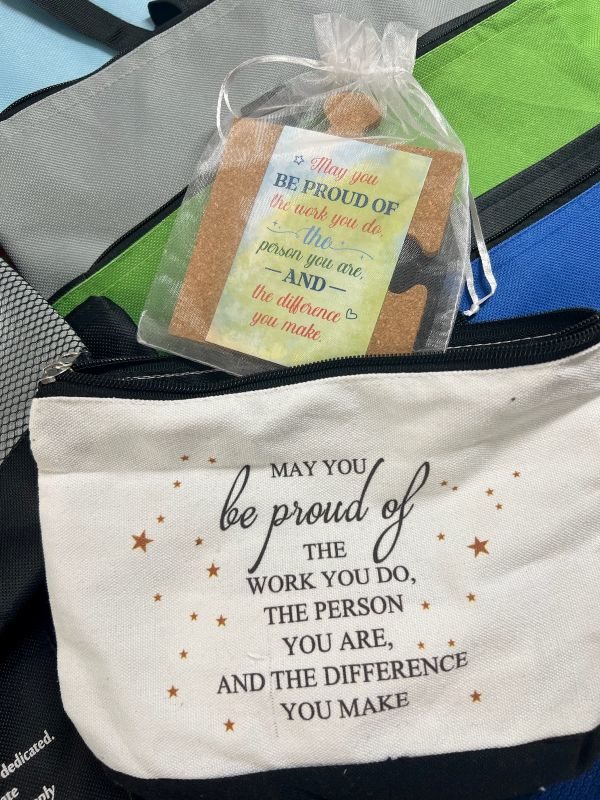 May you
BE PROUD OF
the work you do,
the
person you are,
— AND —
the difference
you make.
MAY YOU
be proud of
THE
WORK YOU DO,
THE PERSON
YOU ARE,
AND THE DIFFERENCE
YOU MAKE
dedicated.